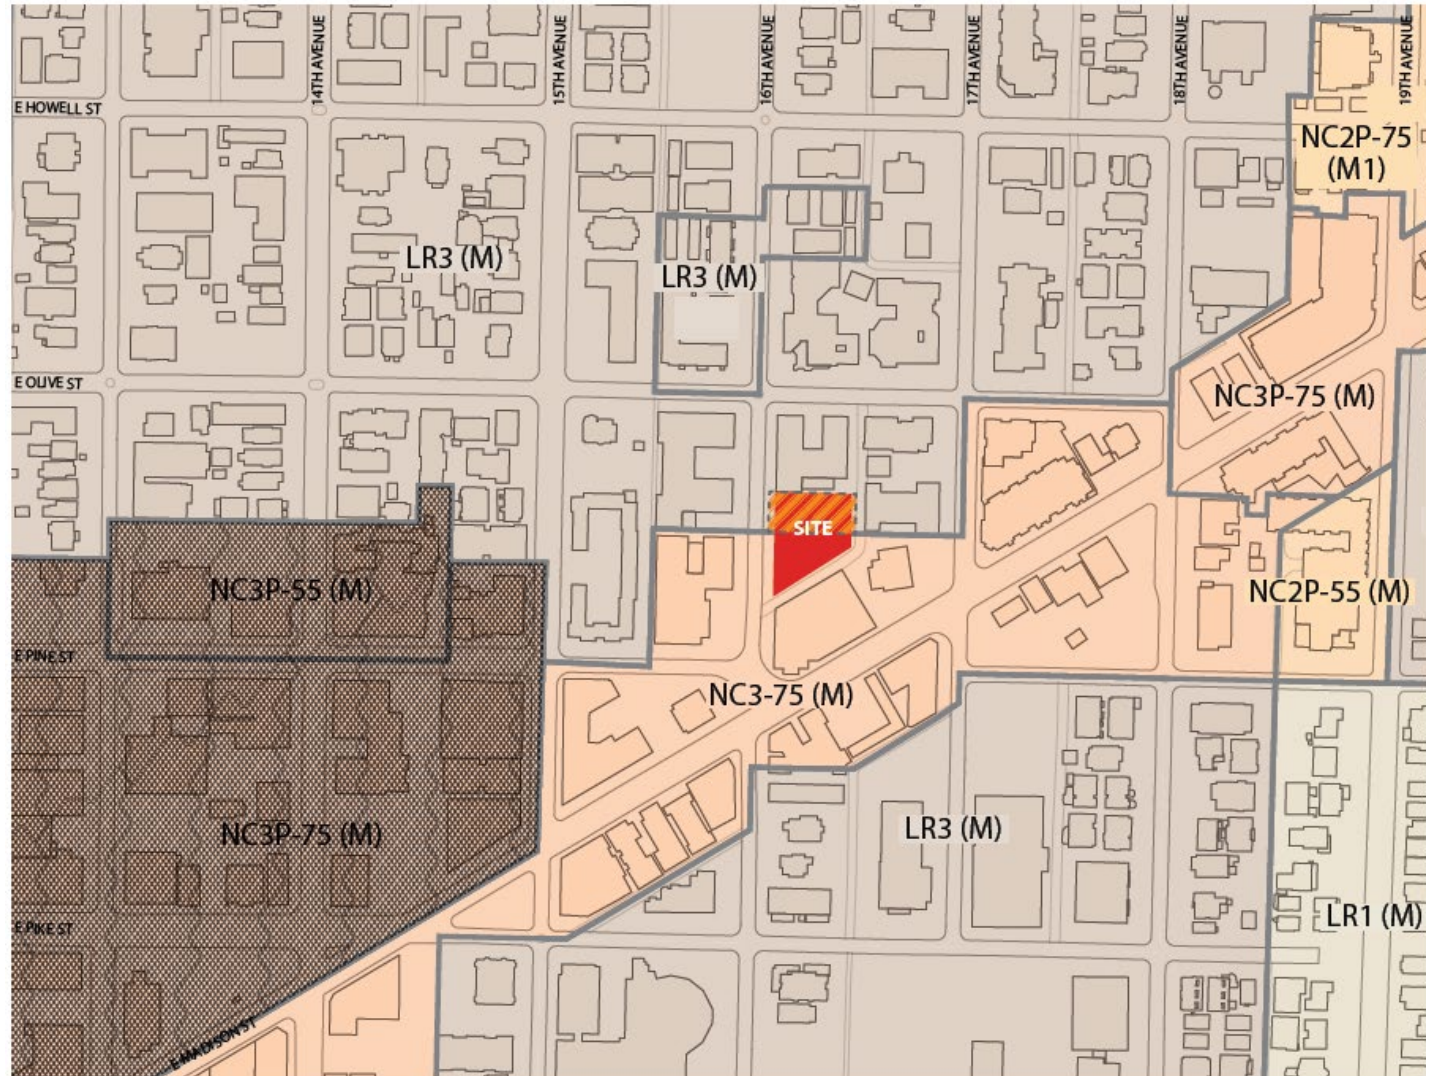 14TH AVENUE
15TH AVENUE
16TH AVENUE
17TH AVENUE
18TH AVENUE
19TH AVENUE
E HOWELL ST
NC2P-75
(M1)
LR3 (M)
LR3 (M)
E OLIVE ST
NC3P-75 (M)
SITE
NC3P-55 (M)
NC2P-55 (M)
E PINE ST
NC3-75 (M)
NC3P-75 (M)
LR3 (M)
LR1 (M)
E PIKE ST
E MADISON ST